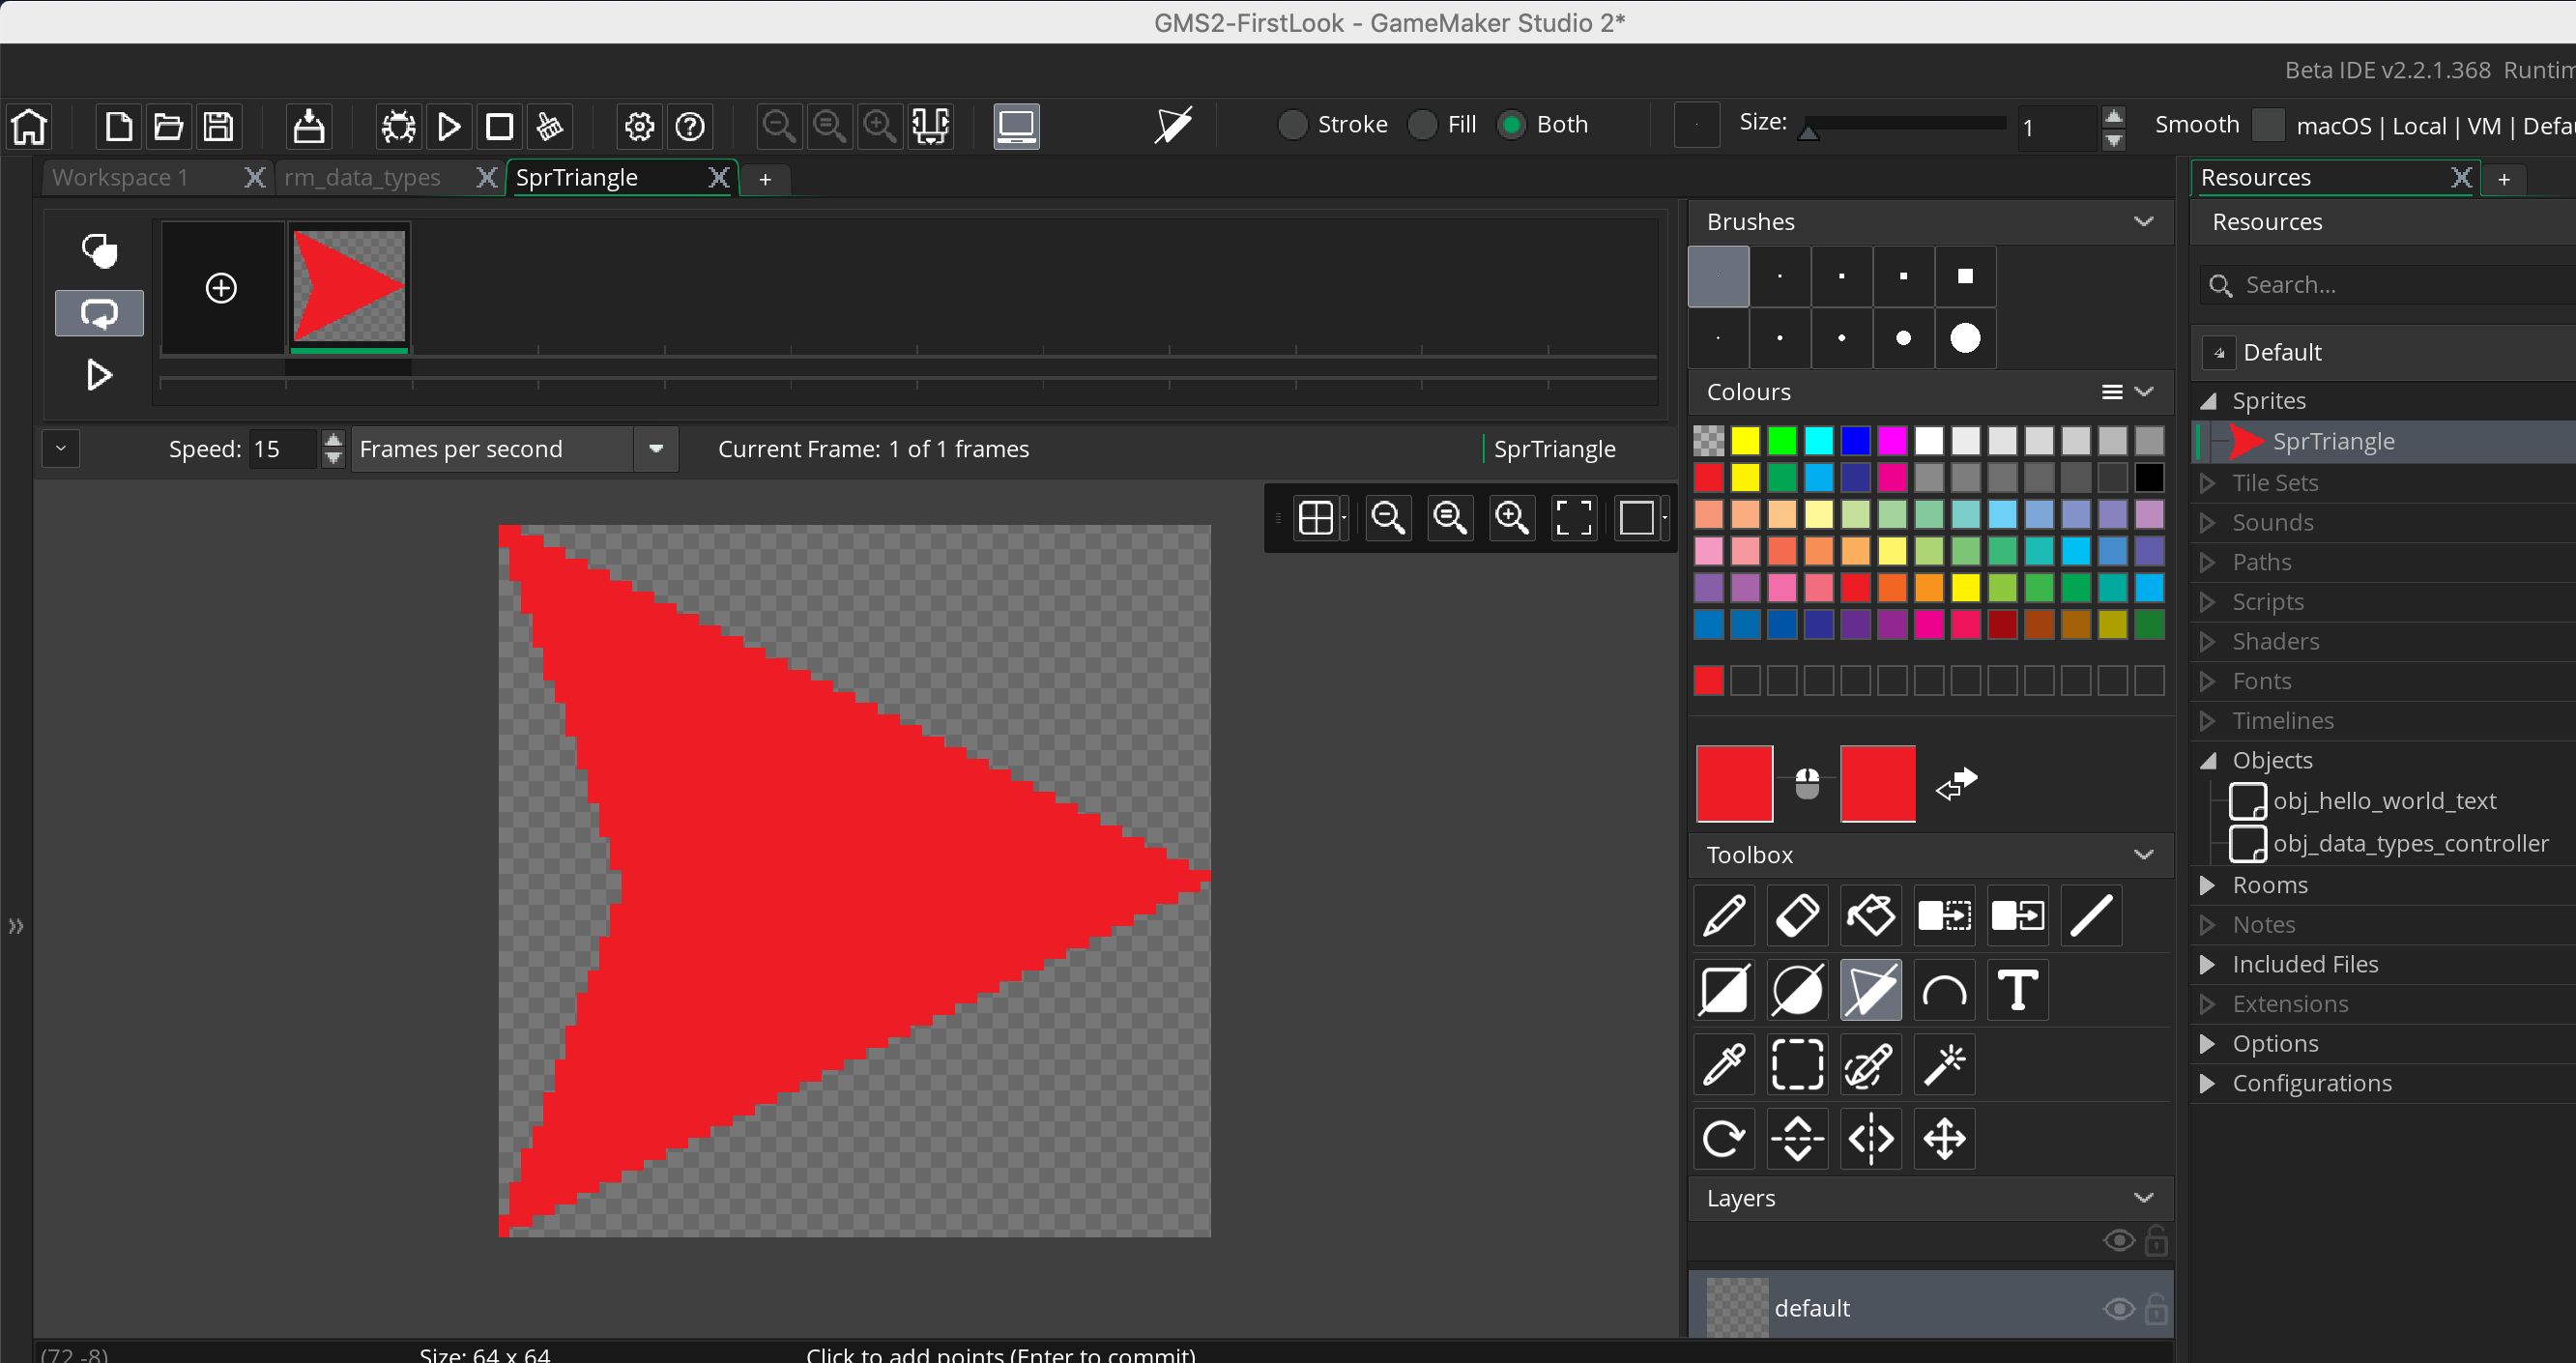 GMS2-FirstLook - GameMaker Studio 2*
Beta IDE v2.2.1.368
Stroke Fill Both Size: 1 Smooth macOS | Local | VM |
Workspace 1 rm_data_types SprTriangle + Resources +
Brushes
Resources
Search...
Default
Colours
Sprites
SprTriangle
Speed: 15 Frames per second Current Frame: 1 of 1 frames SprTriangle
Tile Sets
Sounds
Paths
Scripts
Shaders
Fonts
Timelines
Objects
obj_hello_world_text
obj_data_types_controller
Toolbox
Rooms
Notes
Included Files
Extensions
Options
Configurations
T
Layers
default
(72,-8) Size: 64 x 64 Click to add points (Enter to commit)